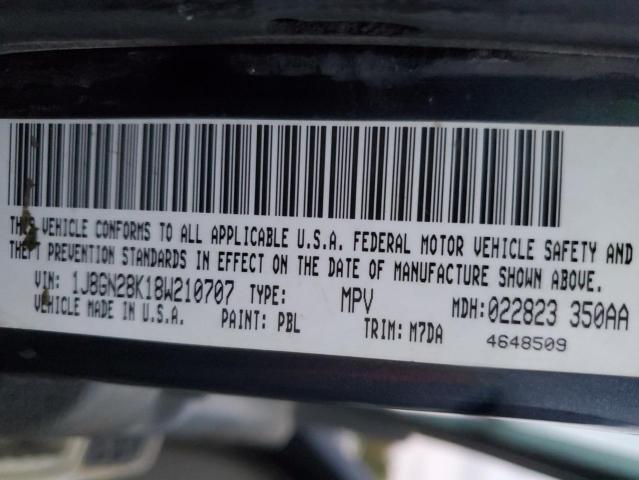 THIS VEHICLE CONFORMS TO ALL APPLICABLE U.S.A. FEDERAL MOTOR VEHICLE SAFETY AND
THEFT PREVENTION STANDARDS IN EFFECT ON THE DATE OF MANUFACTURE SHOWN ABOVE.
VIN: 1J8GN28K18W210707 TYPE: MPV MDH: 022823 350AA
VEHICLE MADE IN U.S.A. PAINT: PBL TRIM: M7DA 4648509